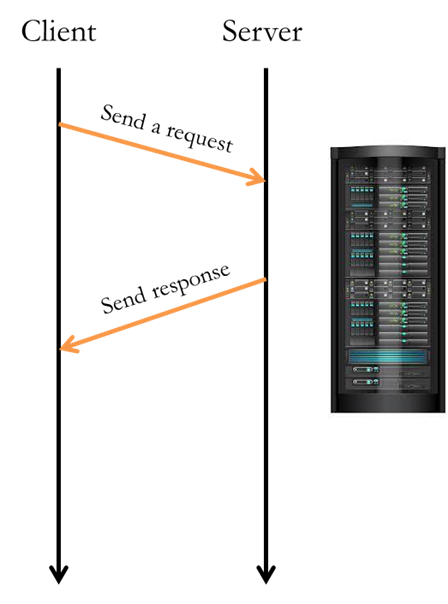 Client
Server
Send a request
Send response